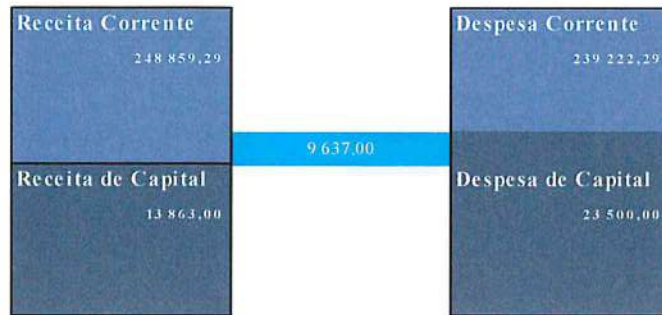 Receita Corrente
248 859,29
Despesa Corrente
239 222,29
9 637,00
Receita de Capital
13 863,00
Despesa de Capital
23 500,00